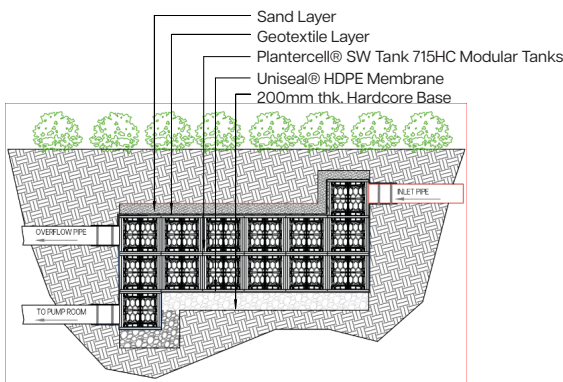 Sand Layer
Geotextile Layer
Plantercell® SW Tank 715HC Modular Tanks
Uniseal® HDPE Membrane
200mm thk. Hardcore Base
INLET PIPE
OVERFLOW PIPE
TO PUMP ROOM